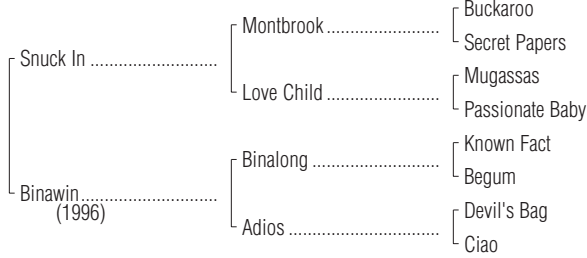 Buckaroo
Montbrook ........................
Secret Papers
Snuck In ...........................
Mugassas
Love Child ........................
Passionate Baby
Known Fact
Binalong ...........................
Begum
Binawin.............................
(1996)
Devil's Bag
Adios ................................
Ciao